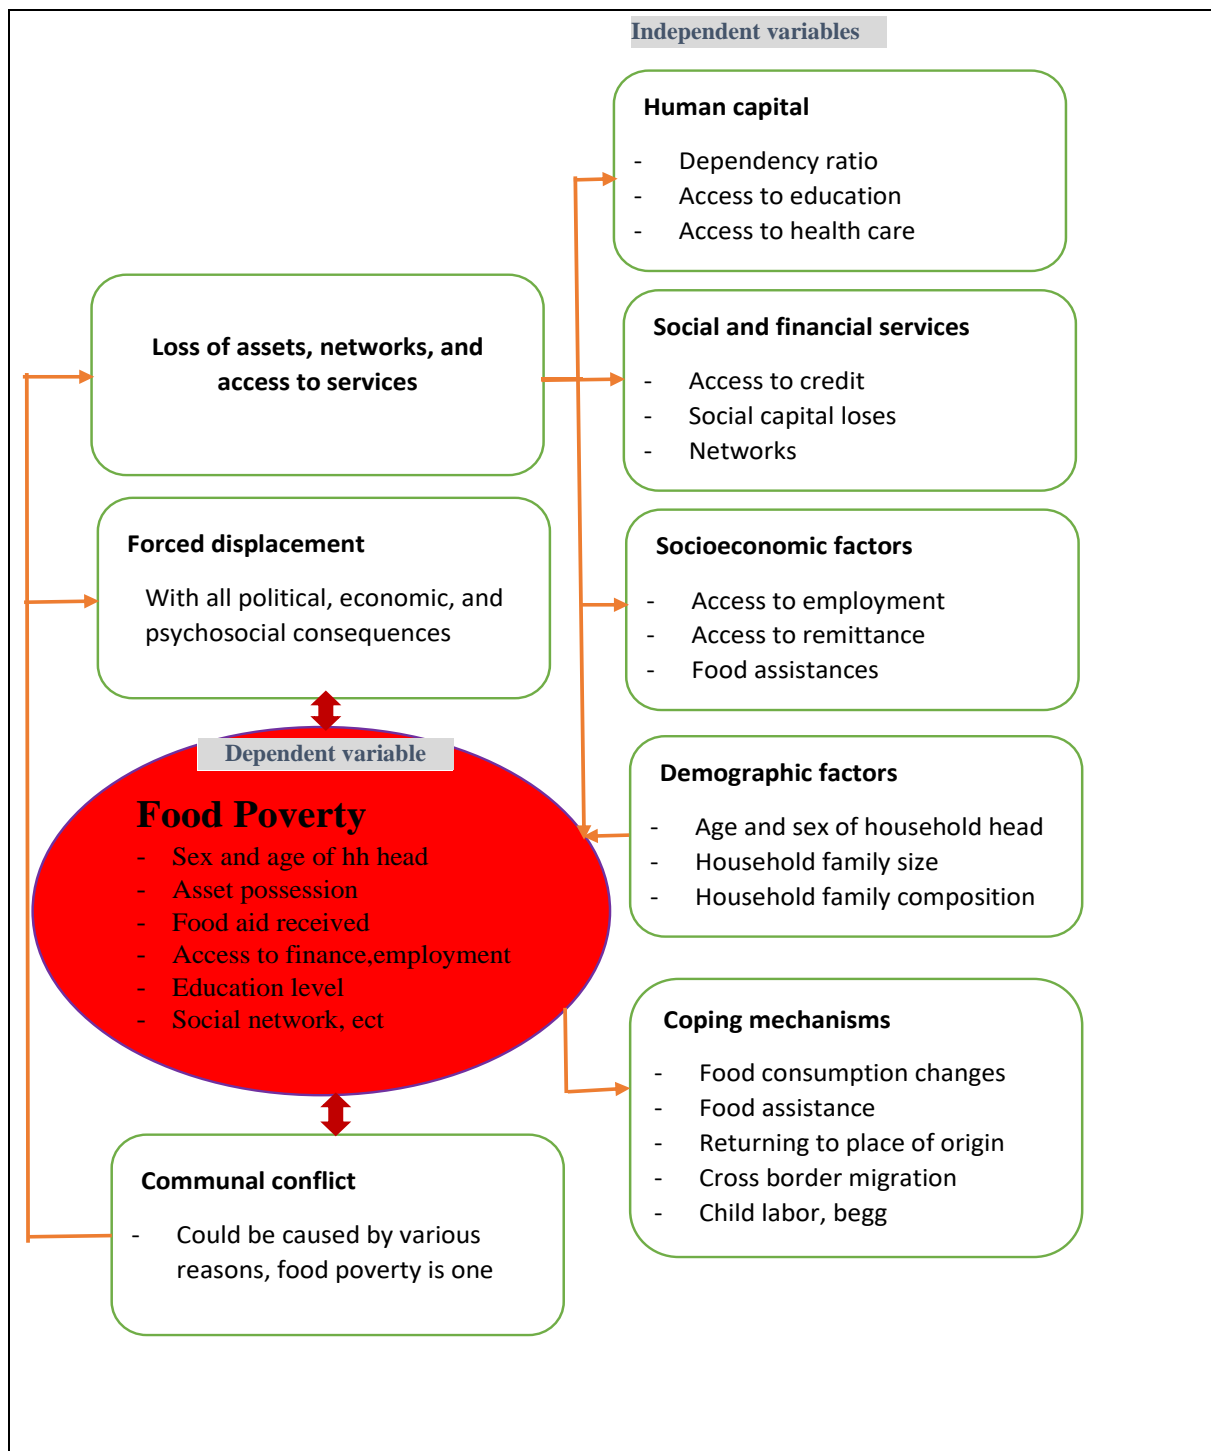 Independent variables
Human capital
- Dependency ratio
- Access to education
- Access to health care
Loss of assets, networks, and
access to services
Social and financial services
- Access to credit
- Social capital loses
- Networks
Forced displacement
With all political, economic, and
psychosocial consequences
Socioeconomic factors
- Access to employment
- Access to remittance
- Food assistances
Dependent variable
Food Poverty
- Sex and age of hh head
- Asset possession
- Food aid received
- Access to finance,employment
- Education level
- Social network, ect
Demographic factors
- Age and sex of household head
- Household family size
- Household family composition
Coping mechanisms
- Food consumption changes
- Food assistance
- Returning to place of origin
- Cross border migration
- Child labor, begg
Communal conflict
- Could be caused by various
reasons, food poverty is one